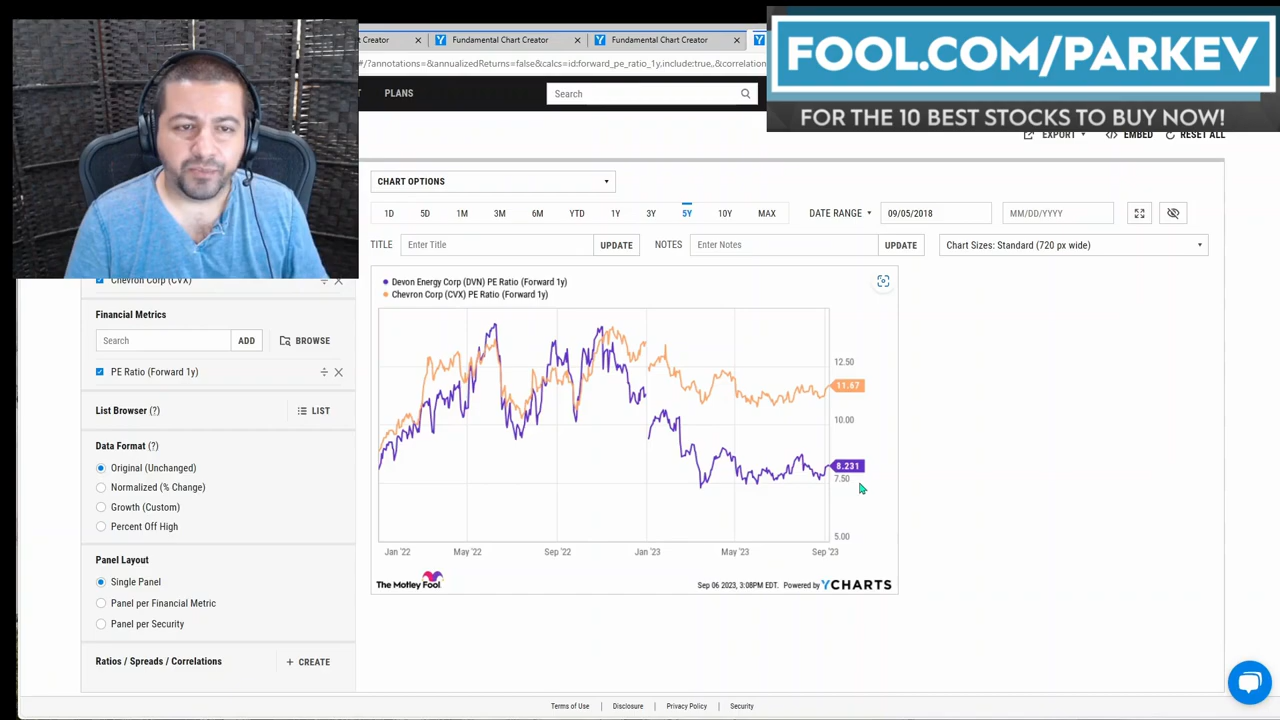 FOOL.COM/PARKEV
FOR THE 10 BEST STOCKS TO BUY NOW!
t Creator
Fundamental Chart Creator
Fundamental Chart Creator
#/?annotations=&annualizedReturns=false&calcs=id:forward_pe_ratio_1y,include:true,,&correlation
PLANS
Search
EXPORT
EMBED
RESET ALL
CHART OPTIONS
1D 5D 1M 3M 6M YTD 1Y 3Y 5Y 10Y MAX DATE RANGE 09/05/2018 MM/DD/YYYY
TITLE Enter Title UPDATE NOTES Enter Notes UPDATE Chart Sizes: Standard (720 px wide)
Chevron Corp (CVX)
Financial Metrics
Search ADD BROWSE
PE Ratio (Forward 1y)
List Browser (?) LIST
Data Format (?)
Original (Unchanged)
Normalized (% Change)
Growth (Custom)
Percent Off High
Panel Layout
Single Panel
Panel per Financial Metric
Panel per Security
Ratios / Spreads / Correlations + CREATE
Devon Energy Corp (DVN) PE Ratio (Forward 1y)
Chevron Corp (CVX) PE Ratio (Forward 1y)
12.50
11.67
10.00
8.231
7.50
5.00
Jan '22 May '22 Sep '22 Jan '23 May '23 Sep '23
The Motley Fool
Sep 06 2023, 3:08PM EDT. Powered by YCHARTS
Terms of Use Disclosure Privacy Policy Security